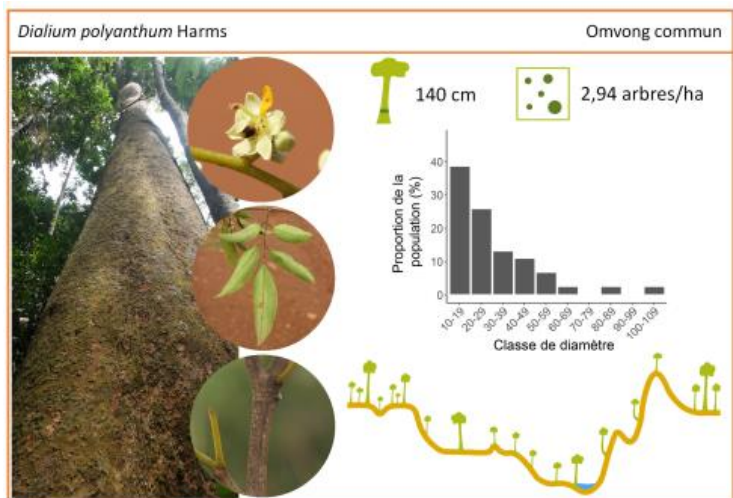 Dialium polyanthum Harms
Omvong commun
140 cm
2,94 arbres/ha
Proportion de la
population (%)
40
30
20
10
0
10-19
20-29
30-39
40-49
50-59
60-69
70-79
80-89
90-99
100-109
Classe de diamètre